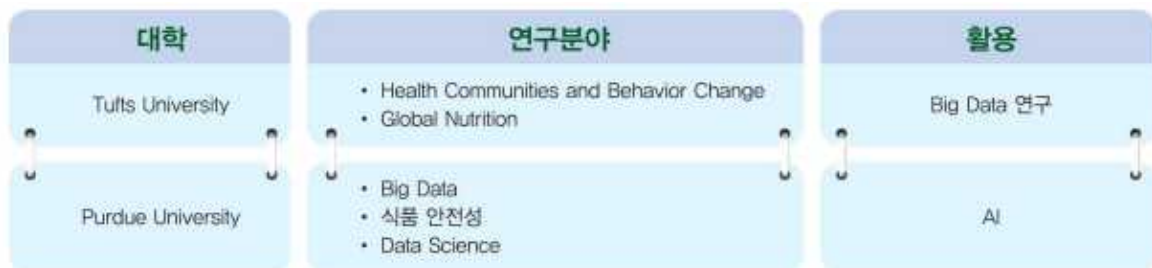 대학
연구분야
활용
Tufts University
• Health Communities and Behavior Change
• Global Nutrition
Big Data 연구
Purdue University
• Big Data
• 식품 안전성
• Data Science
AI